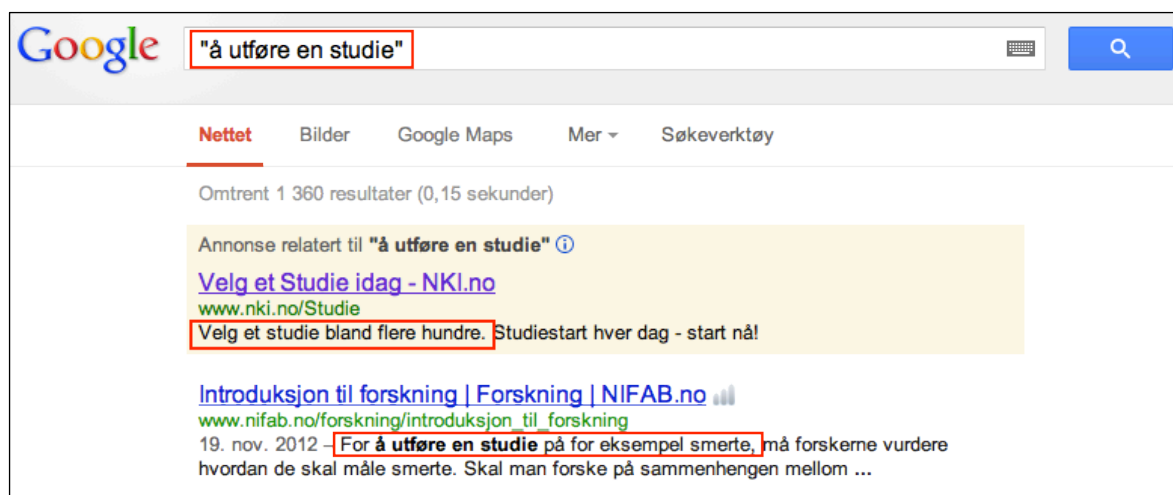 Google "å utføre en studie"
Nettet Bilder Google Maps Mer Søkeverktøy
Omtrent 1 360 resultater (0,15 sekunder)
Annonse relatert til "å utføre en studie"
Velg et Studie idag - NKI.no
www.nki.no/Studie
Velg et studie bland flere hundre. Studiestart hver dag - start nå!
Introduksjon til forskning | Forskning | NIFAB.no
www.nifab.no/forskning/introduksjon_til_forskning
19. nov. 2012 – For å utføre en studie på for eksempel smerte, må forskerne vurdere
hvordan de skal måle smerte. Skal man forske på sammenhengen mellom ...